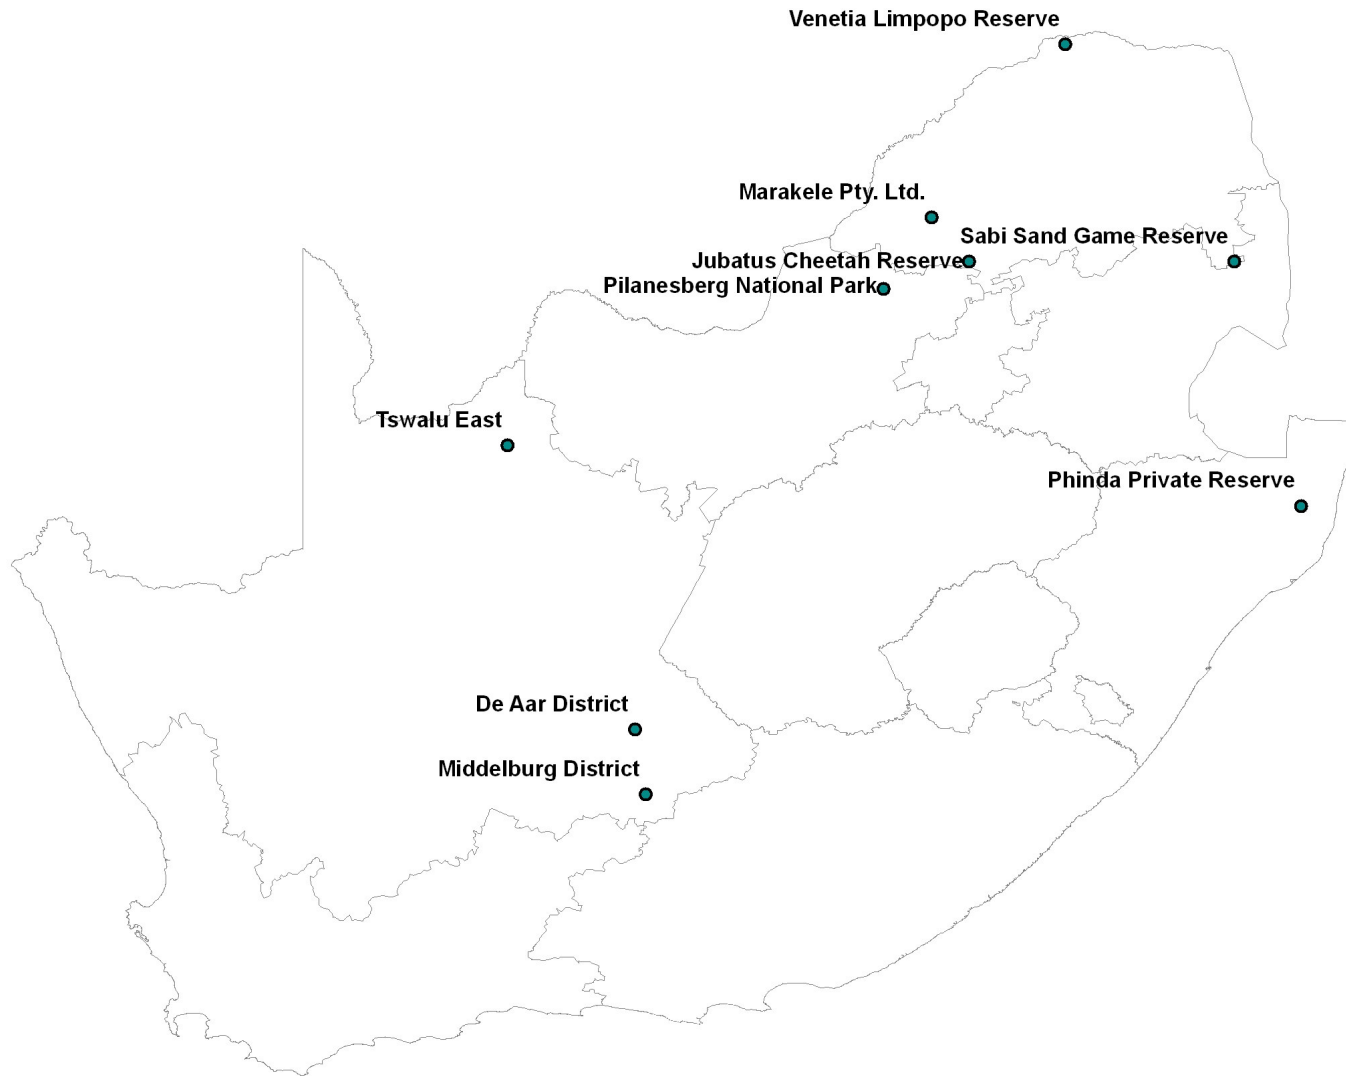 Venetia Limpopo Reserve
Marakele Pty. Ltd.
Sabi Sand Game Reserve
Jubatus Cheetah Reserve
Pilanesberg National Park
Tswalu East
Phinda Private Reserve
De Aar District
Middelburg District